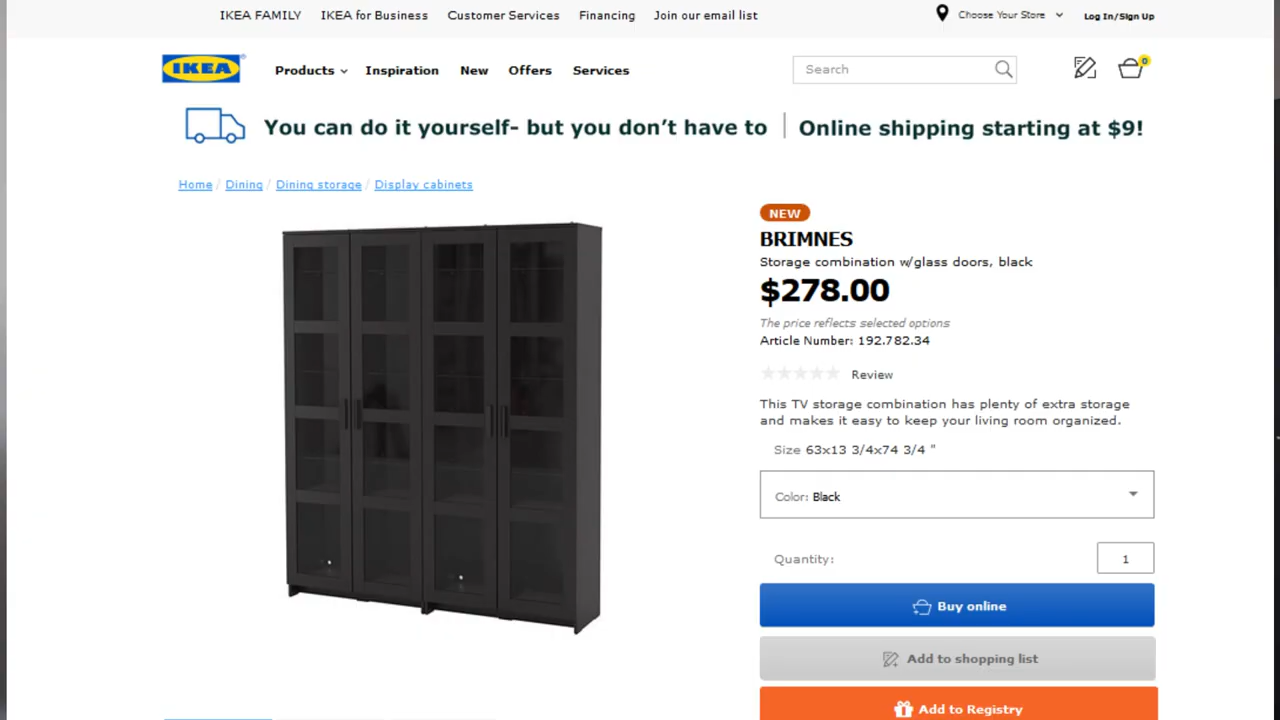 IKEA FAMILY IKEA for Business Customer Services Financing Join our email list Choose Your Store Log In/Sign Up
IKEA Products Inspiration New Offers Services Search 0
You can do it yourself- but you don't have to | Online shipping starting at $9!
Home / Dining / Dining storage / Display cabinets
NEW
BRIMNES
Storage combination w/glass doors, black
$278.00
The price reflects selected options
Article Number: 192.782.34
Review
This TV storage combination has plenty of extra storage
and makes it easy to keep your living room organized.
Size 63x13 3/4x74 3/4 "
Color: Black
Quantity: 1
Buy online
Add to shopping list
Add to Registry